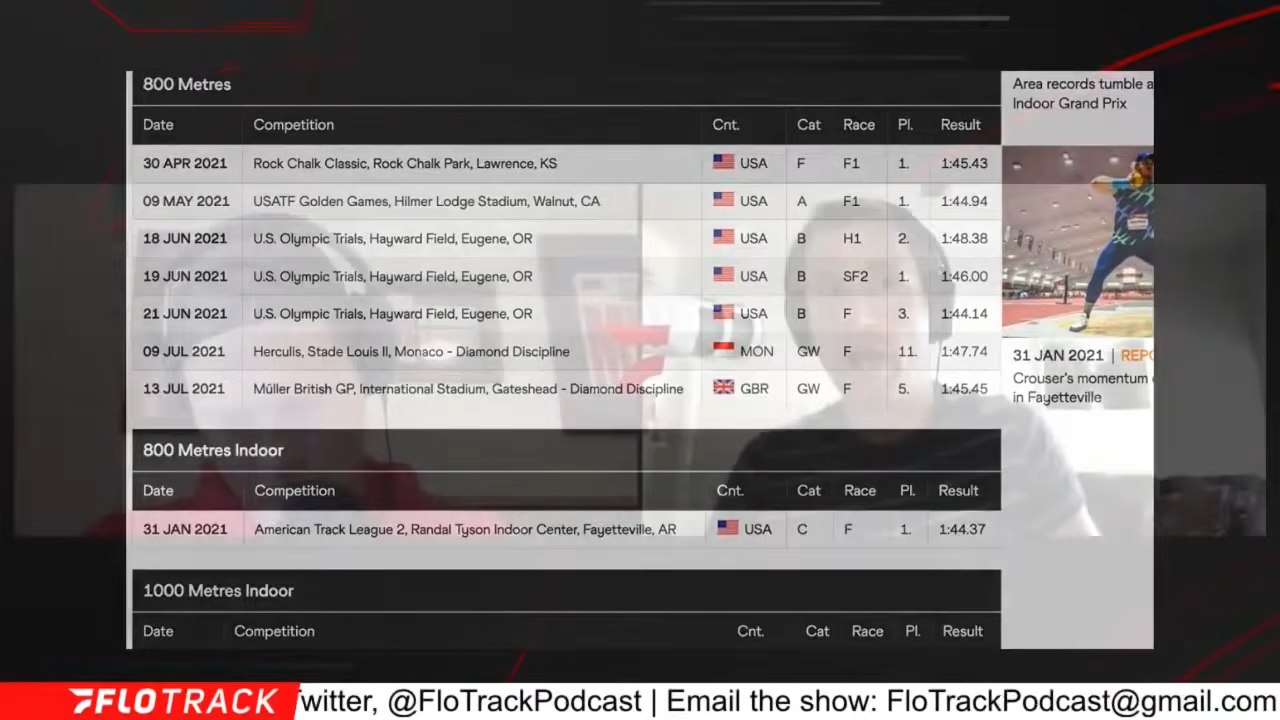 800 Metres
Date Competition Cnt. Cat Race Pl. Result
30 APR 2021 Rock Chalk Classic, Rock Chalk Park, Lawrence, KS USA F F1 1. 1:45.43
09 MAY 2021 USATF Golden Games, Hilmer Lodge Stadium, Walnut, CA USA A F1 1. 1:44.94
18 JUN 2021 U.S. Olympic Trials, Hayward Field, Eugene, OR USA B H1 2. 1:48.38
19 JUN 2021 U.S. Olympic Trials, Hayward Field, Eugene, OR USA B SF2 1. 1:46.00
21 JUN 2021 U.S. Olympic Trials, Hayward Field, Eugene, OR USA B F 3. 1:44.14
09 JUL 2021 Herculis, Stade Louis II, Monaco - Diamond Discipline MON GW F 11. 1:47.74
13 JUL 2021 Müller British GP, International Stadium, Gateshead - Diamond Discipline GBR GW F 5. 1:45.45
800 Metres Indoor
Date Competition Cnt. Cat Race Pl. Result
31 JAN 2021 American Track League 2, Randal Tyson Indoor Center, Fayetteville, AR USA C F 1. 1:44.37
1000 Metres Indoor
Date Competition Cnt. Cat Race Pl. Result
Area records tumble a
Indoor Grand Prix
31 JAN 2021 | REPO
Crouser's momentum
in Fayetteville
FLOTRACK witter, @FloTrackPodcast | Email the show: FloTrackPodcast@gmail.com